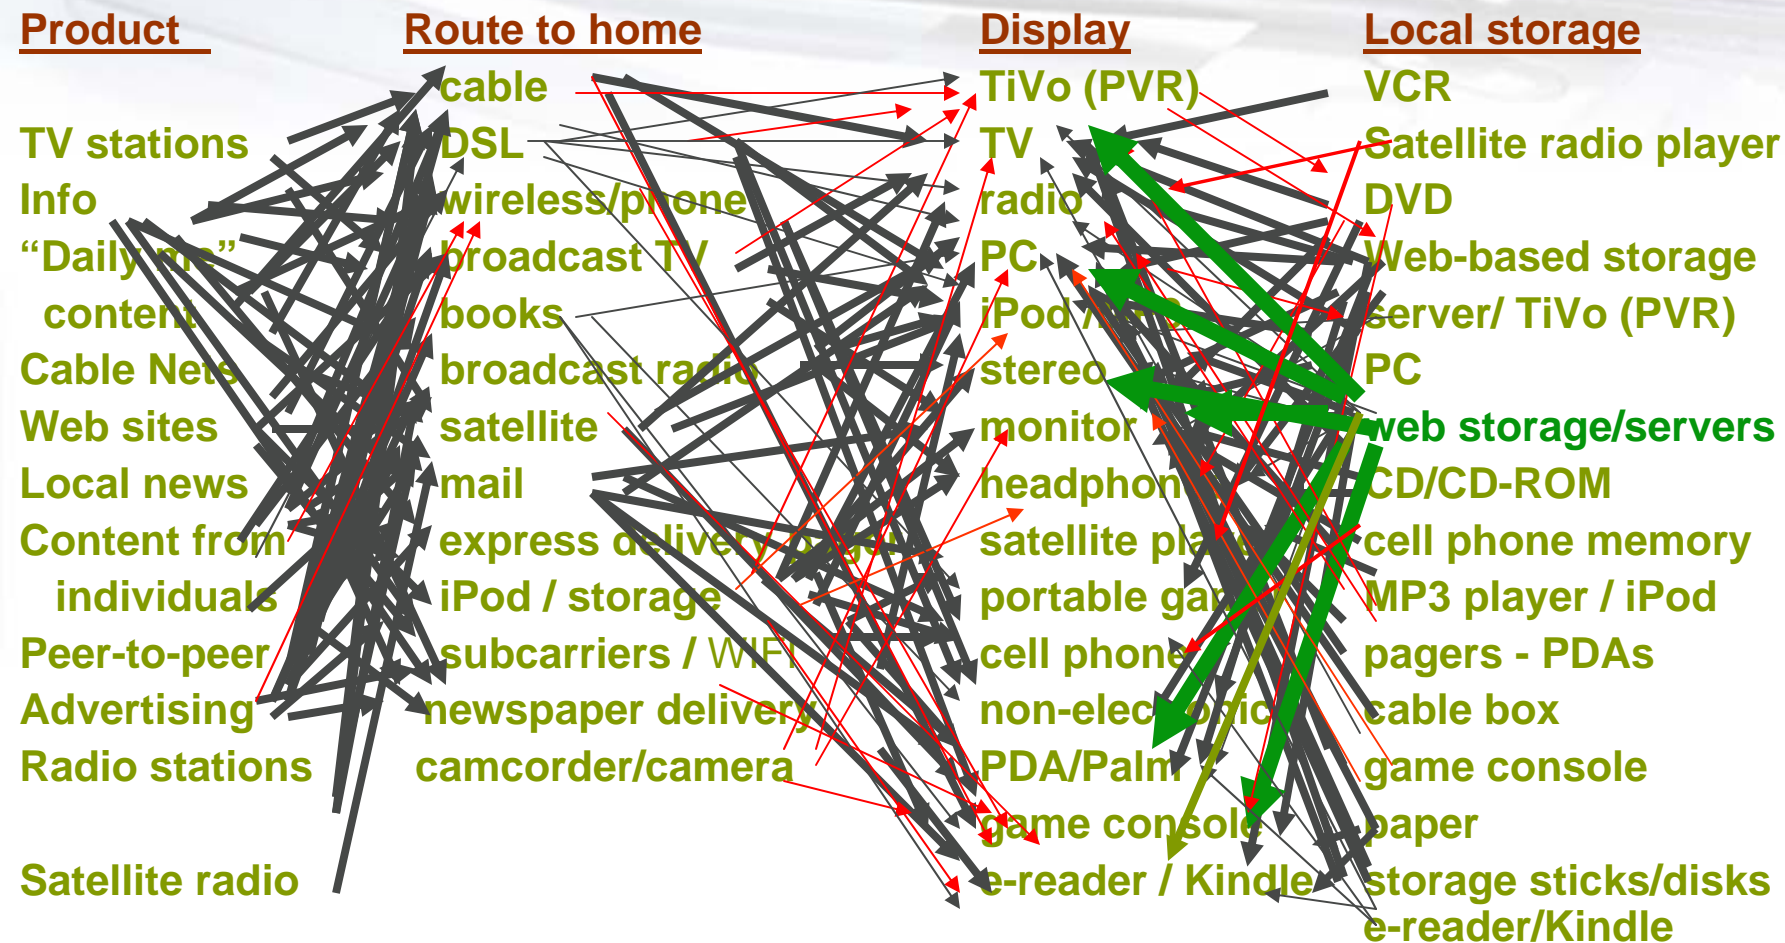 Product
TV stations
Info
“Daily me”
content
Cable Nets
Web sites
Local news
Content from
individuals
Peer-to-peer
Advertising
Radio stations
Satellite radio
Route to home
cable
DSL
wireless/phone
broadcast TV
books
broadcast radio
satellite
mail
express delivery
iPod / storage
subcarriers / WIFI
newspaper delivery
camcorder/camera
Display
TiVo (PVR)
TV
radio
PC
iPod /
stereo
monitor
headphones
satellite
portable
cell phone
non-electronic
PDA/Palm
game console
e-reader / Kindle
Local storage
VCR
Satellite radio player
DVD
Web-based storage
server/ TiVo (PVR)
PC
web storage/servers
CD/CD-ROM
cell phone memory
MP3 player / iPod
pagers - PDAs
cable box
game console
paper
storage sticks/disks
e-reader/Kindle